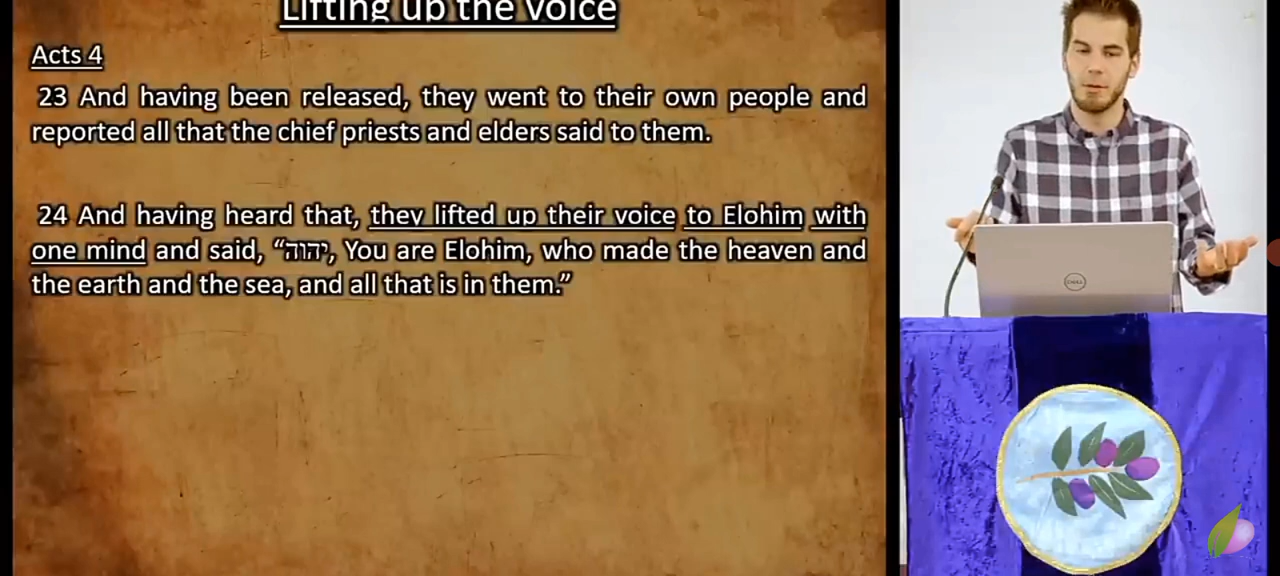 Lifting up the voice
Acts 4
23 And having been released, they went to their own people and
reported all that the chief priests and elders said to them.
24 And having heard that, they lifted up their voice to Elohim with
one mind and said, “יהוה, You are Elohim, who made the heaven and
the earth and the sea, and all that is in them.”
DELL